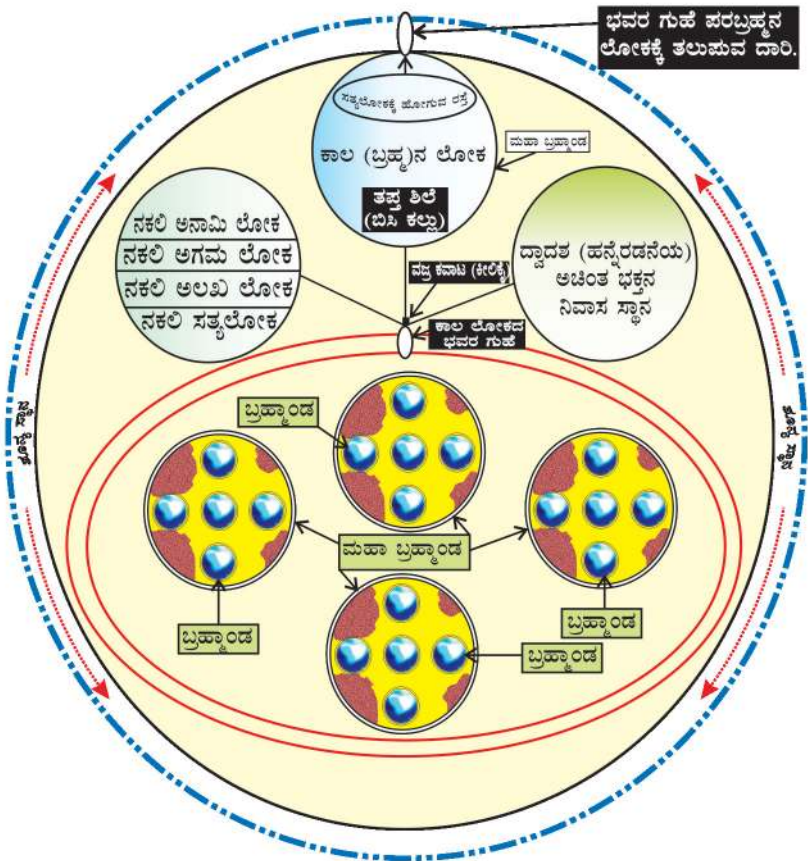 ಭವರ ಗುಹೆ ಪರಬ್ರಹ್ಮನ
ಲೋಕಕ್ಕೆ ತಲುಪುವ ದಾರಿ.
ಸತ್ಯಲೋಕಕ್ಕೆ ಹೋಗುವ ರಸ್ತೆ
ಕಾಲ (ಬ್ರಹ್ಮ)ನ ಲೋಕ
ಮಹಾ ಬ್ರಹ್ಮಾಂಡ
ತಪ್ತ ಶಿಲೆ
(ಬಿಸಿ ಕಲ್ಲು)
ನಕಲಿ ಅನಾಮಿ ಲೋಕ
ನಕಲಿ ಅಗಮ ಲೋಕ
ನಕಲಿ ಅಲಖ ಲೋಕ
ನಕಲಿ ಸತ್ಯಲೋಕ
ದ್ವಾದಶ (ಹನ್ನೆರಡನೆಯ)
ಅಚಿಂತ ಭಕ್ತನ
ನಿವಾಸ ಸ್ಥಾನ
ವಜ್ರ ಕವಾಟ (ಕೀಲಿಕೈ)
ಕಾಲ ಲೋಕದ
ಭವರ ಗುಹೆ
ಬ್ರಹ್ಮಾಂಡ
ಮಹಾ ಬ್ರಹ್ಮಾಂಡ
ಬ್ರಹ್ಮಾಂಡ
ಬ್ರಹ್ಮಾಂಡ
ಬ್ರಹ್ಮಾಂಡ